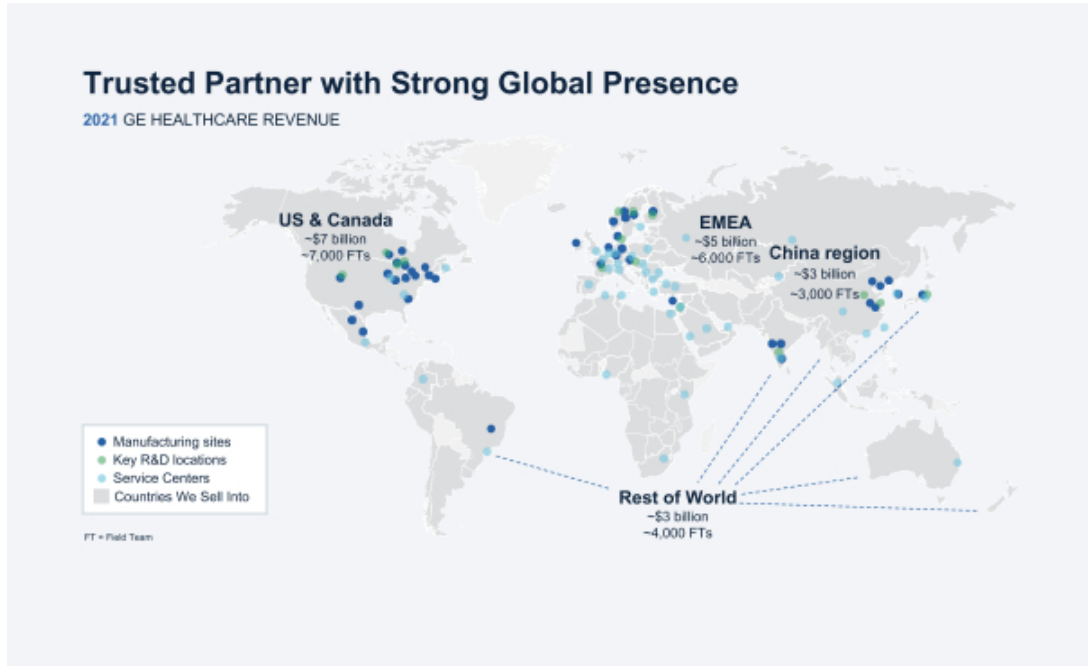 Trusted Partner with Strong Global Presence
2021 GE HEALTHCARE REVENUE
US & Canada
~$7 billion
~7,000 FTs
EMEA
~$5 billion
~6,000 FTs
China region
~$3 billion
~3,000 FTs
Manufacturing sites
Key R&D locations
Service Centers
Countries We Sell Into
Rest of World
~$3 billion
~4,000 FTs
FT = Field Team